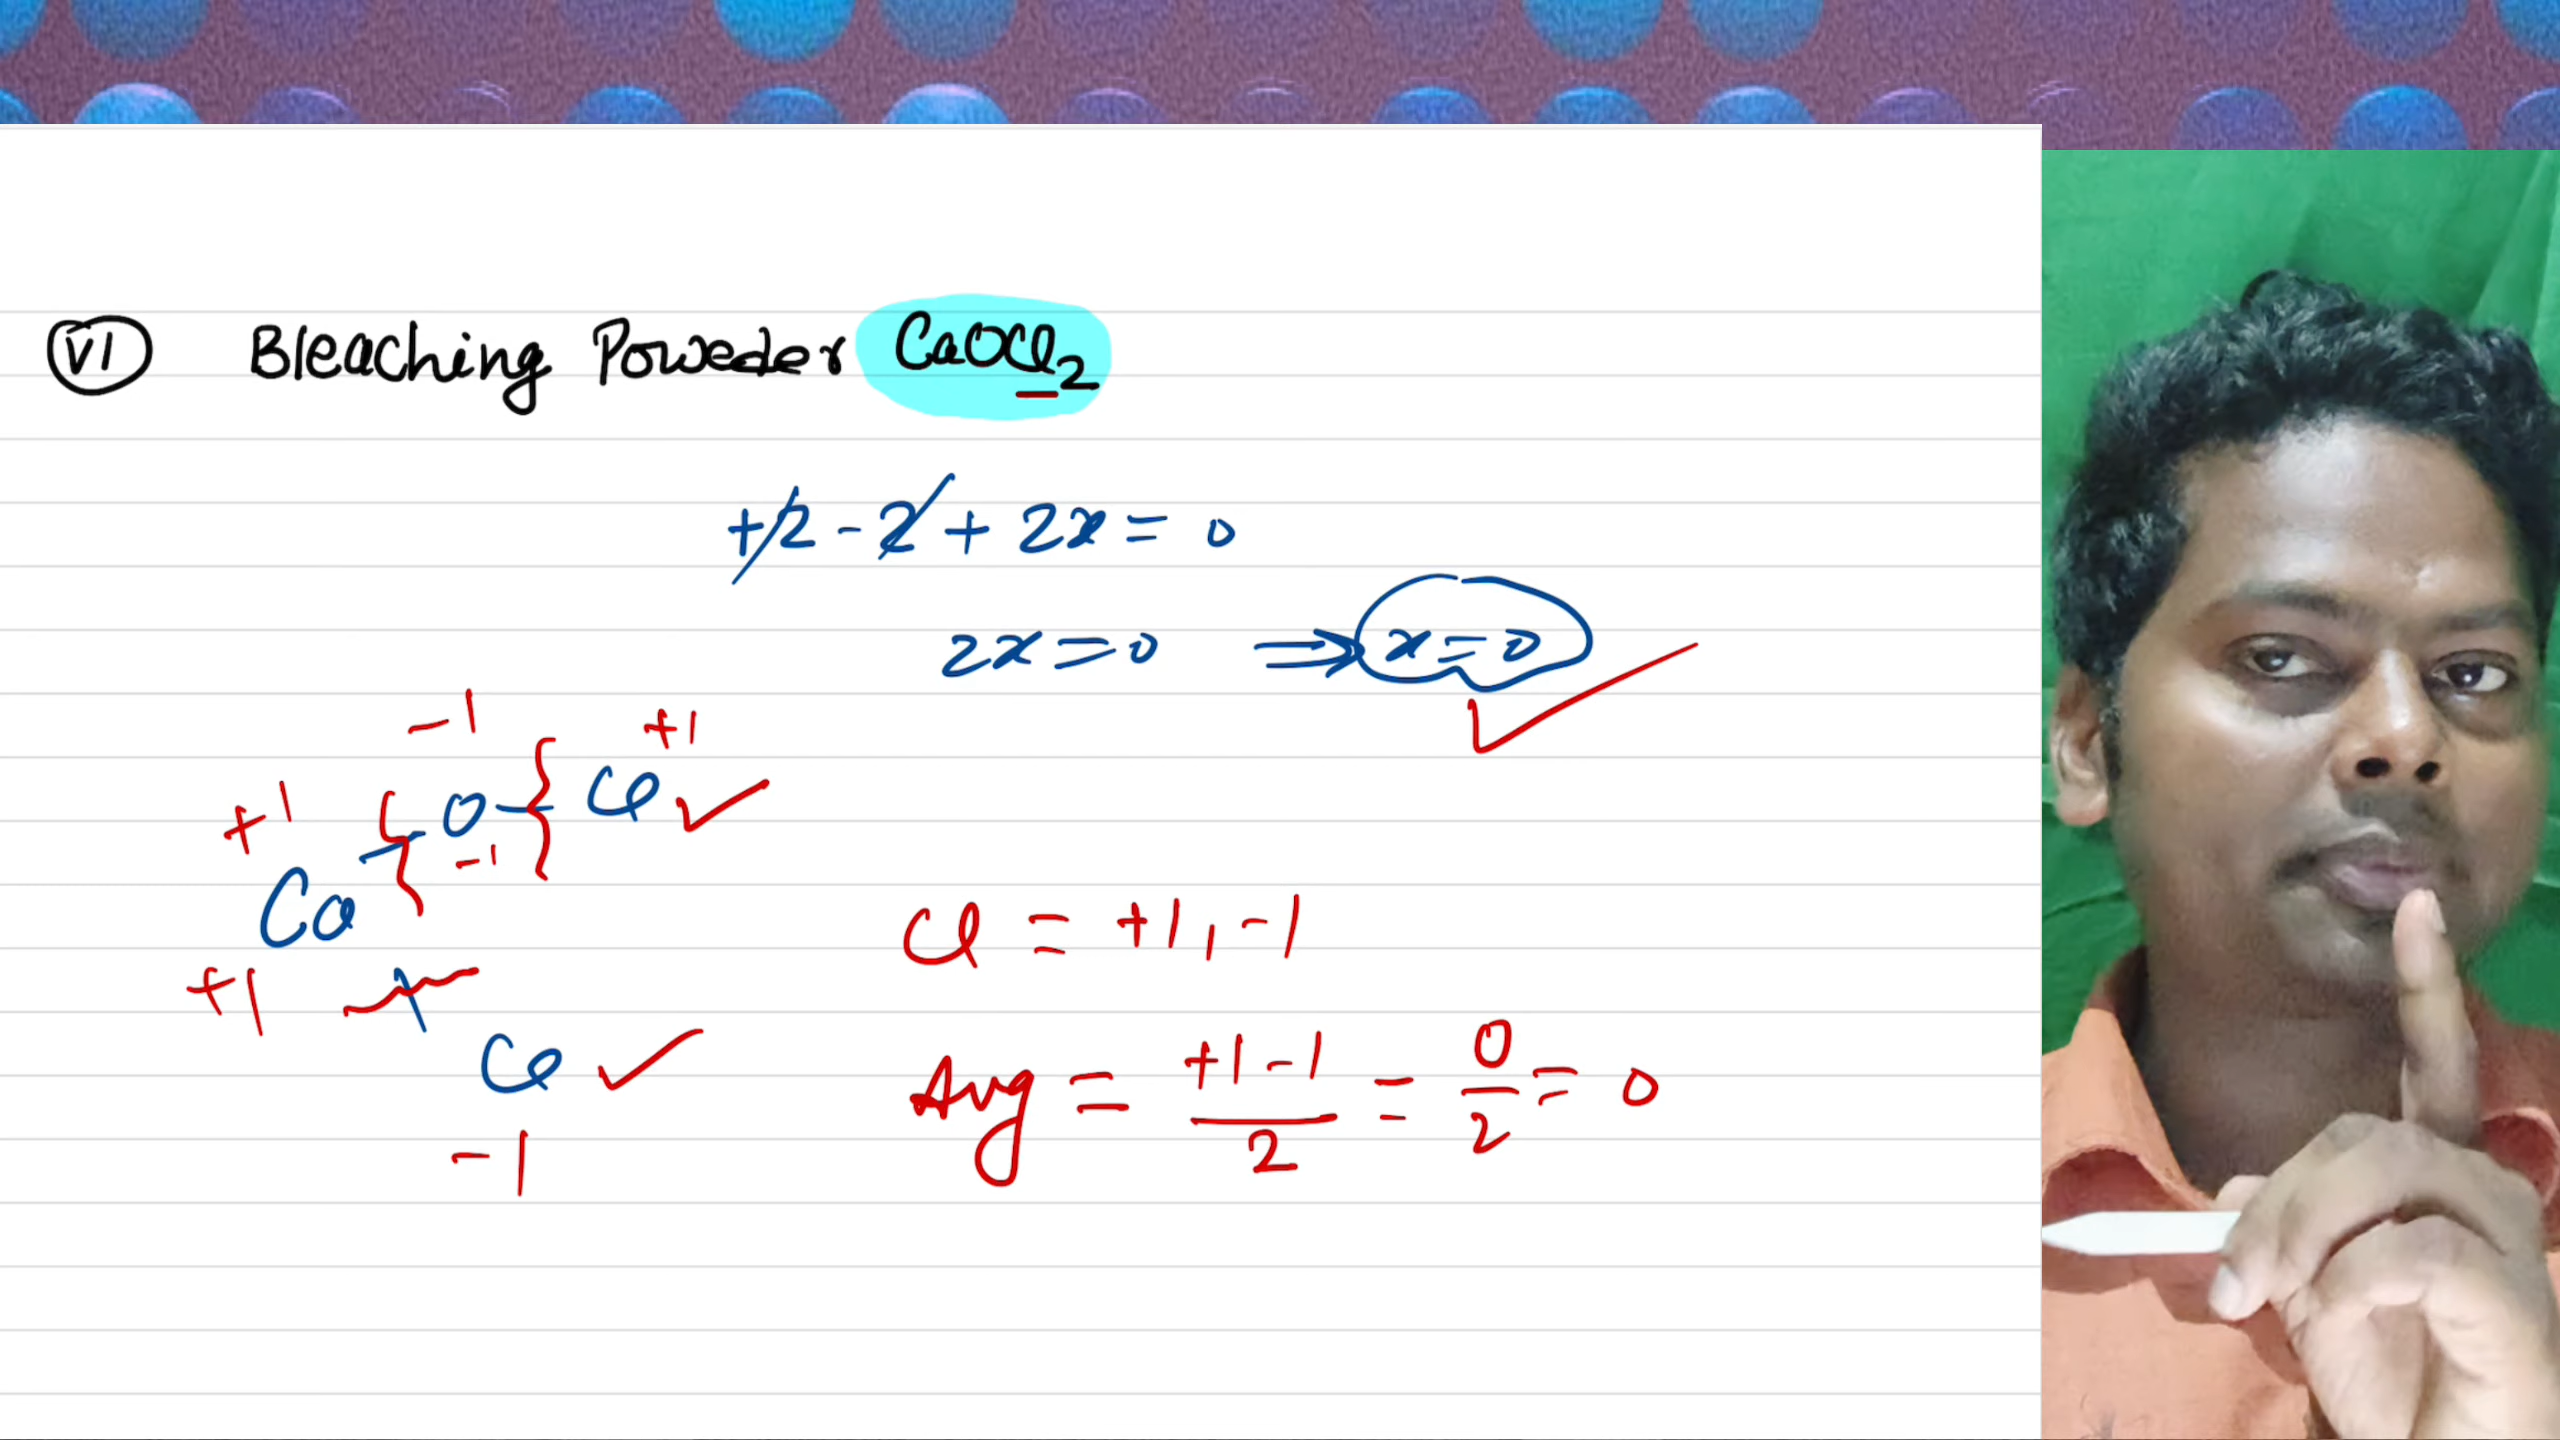 VI Bleaching Poweder CaOCl₂
+2 - 2 + 2x = 0
2x = 0 ⇒ x = 0
-1 +1
+1 O - Cl ✓
-1
Ca
+1
Cl ✓
-1
Cl = +1, -1
Avg = +1-1/2 = 0/2 = 0